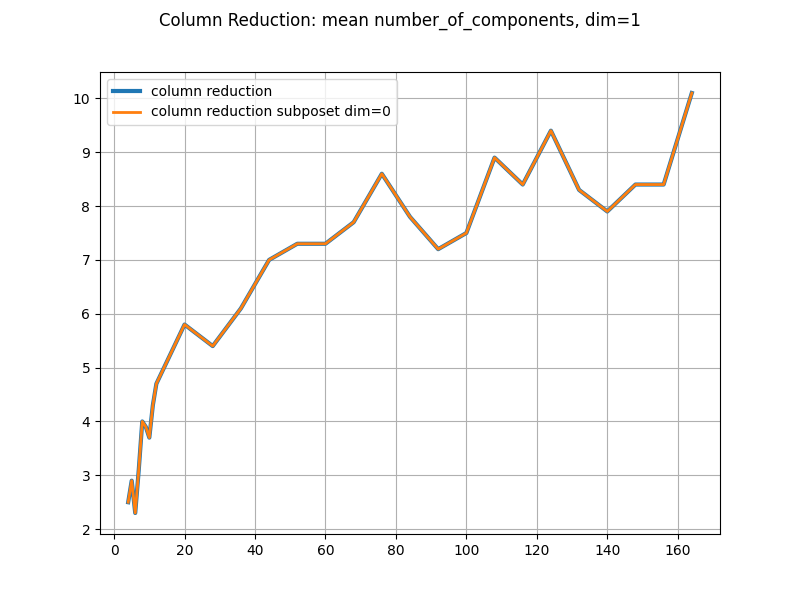 Column Reduction: mean number_of_components, dim=1
column reduction
column reduction subposet dim=0
10
9
8
7
6
5
4
3
2
0 20 40 60 80 100 120 140 160